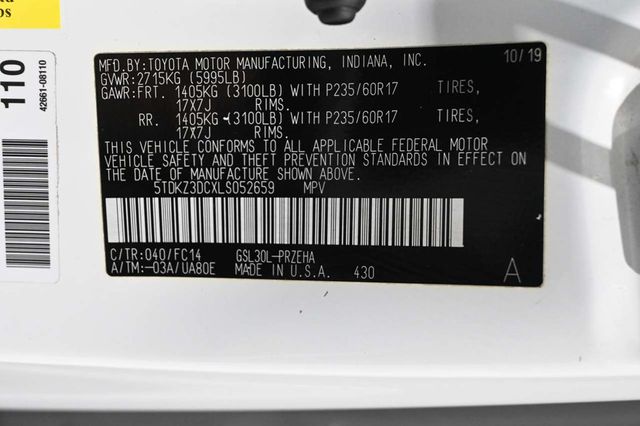 110
42661-08110
MFD.BY:TOYOTA MOTOR MANUFACTURING, INDIANA, INC. 10/19
GVWR:2715KG (5995LB)
GAWR:FRT. 1405KG (3100LB) WITH P235/60R17 TIRES,
17X7J RIMS.
RR. 1405KG (3100LB) WITH P235/60R17 TIRES,
17X7J RIMS.
THIS VEHICLE CONFORMS TO ALL APPLICABLE FEDERAL MOTOR
VEHICLE SAFETY AND THEFT PREVENTION STANDARDS IN EFFECT ON
THE DATE OF MANUFACTURE SHOWN ABOVE.
5TDKZ3DCXLS052659 MPV
C/TR:040/FC14 GSL30L-PRZEHA
A/TM:-03A/UA80E MADE IN U.S.A. 430 A